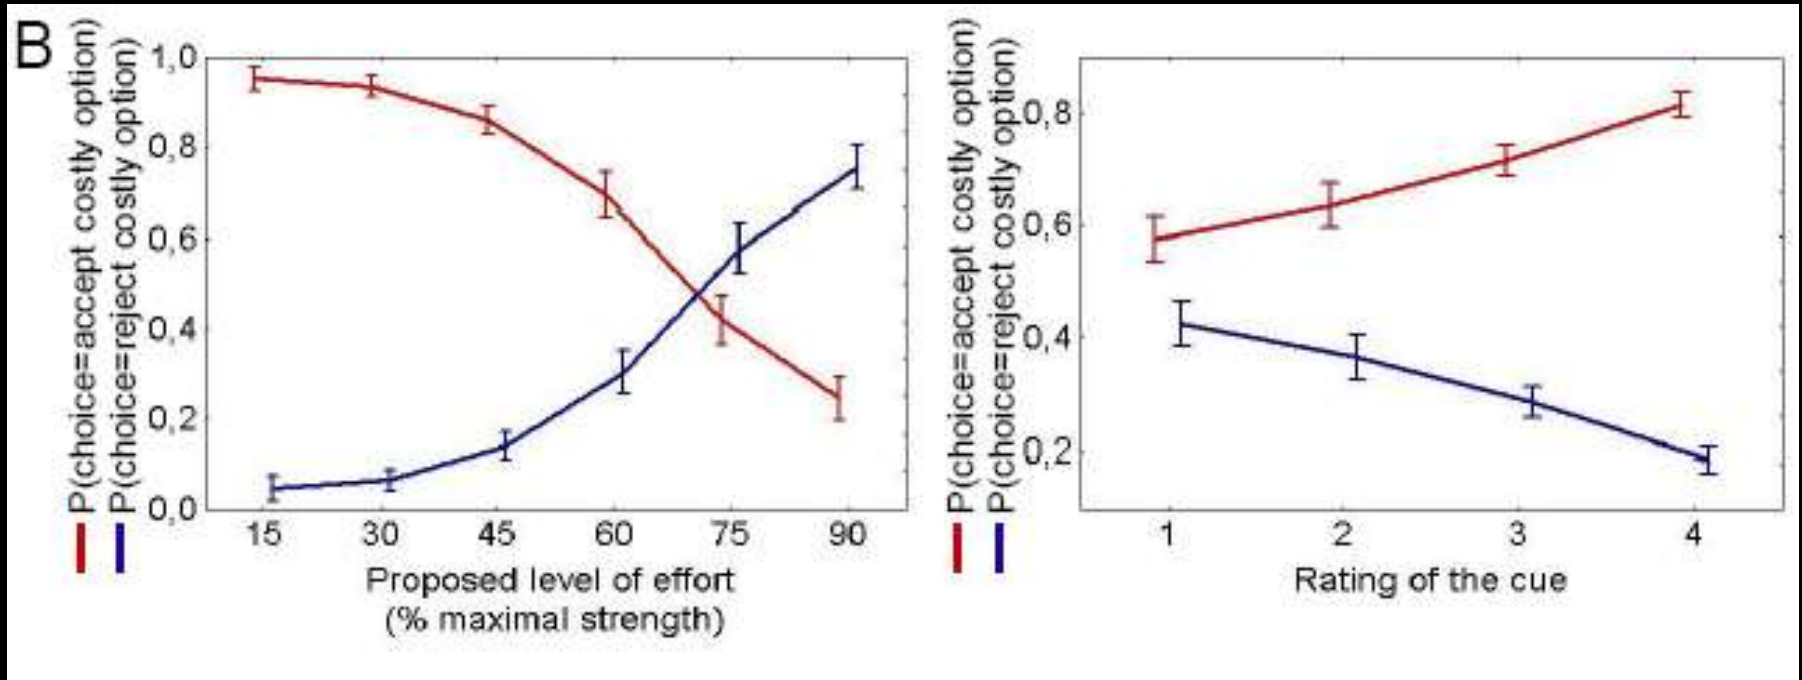 B
P(choice=accept costly option)
P(choice=reject costly option)
1,0
0,8
0,6
0,4
0,2
0,0
15 30 45 60 75 90
Proposed level of effort
(% maximal strength)
P(choice=accept costly option)
P(choice=reject costly option)
0,8
0,6
0,4
0,2
1 2 3 4
Rating of the cue